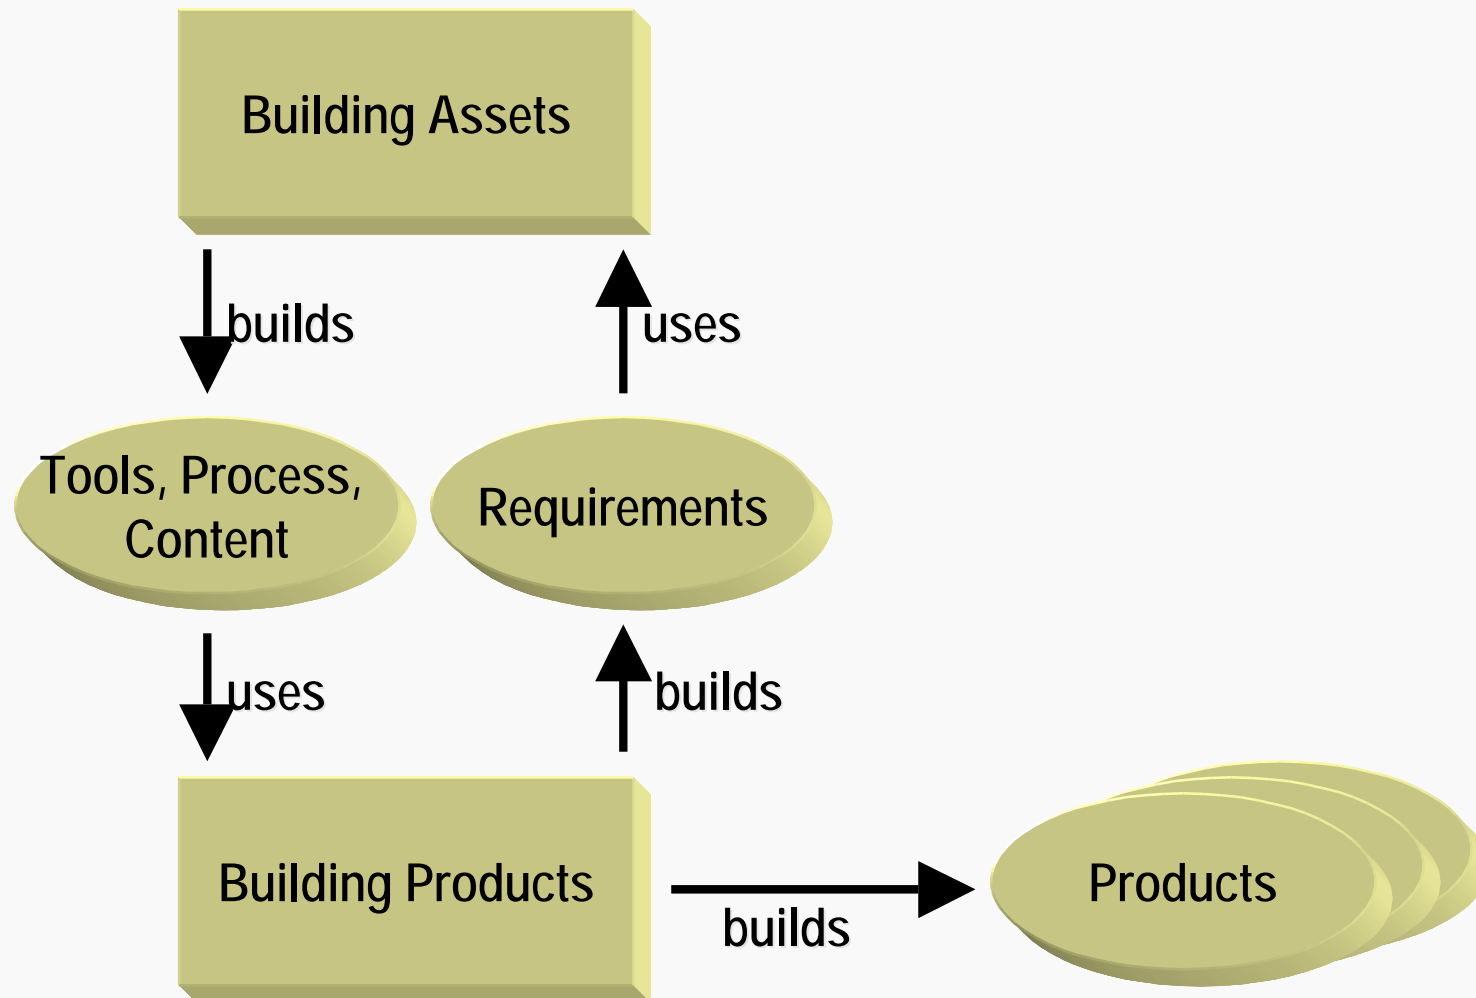 Building Assets
builds
uses
Tools, Process,
Content
Requirements
uses
builds
Building Products
builds
Products